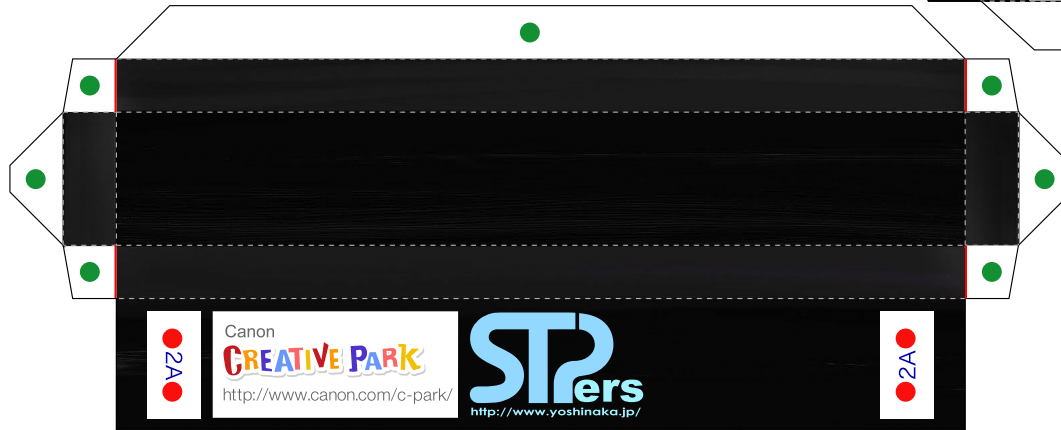 2A
Canon
CREATIVE PARK
http://www.canon.com/c-park/
STPers
http://www.yoshinaka.jp/
2A